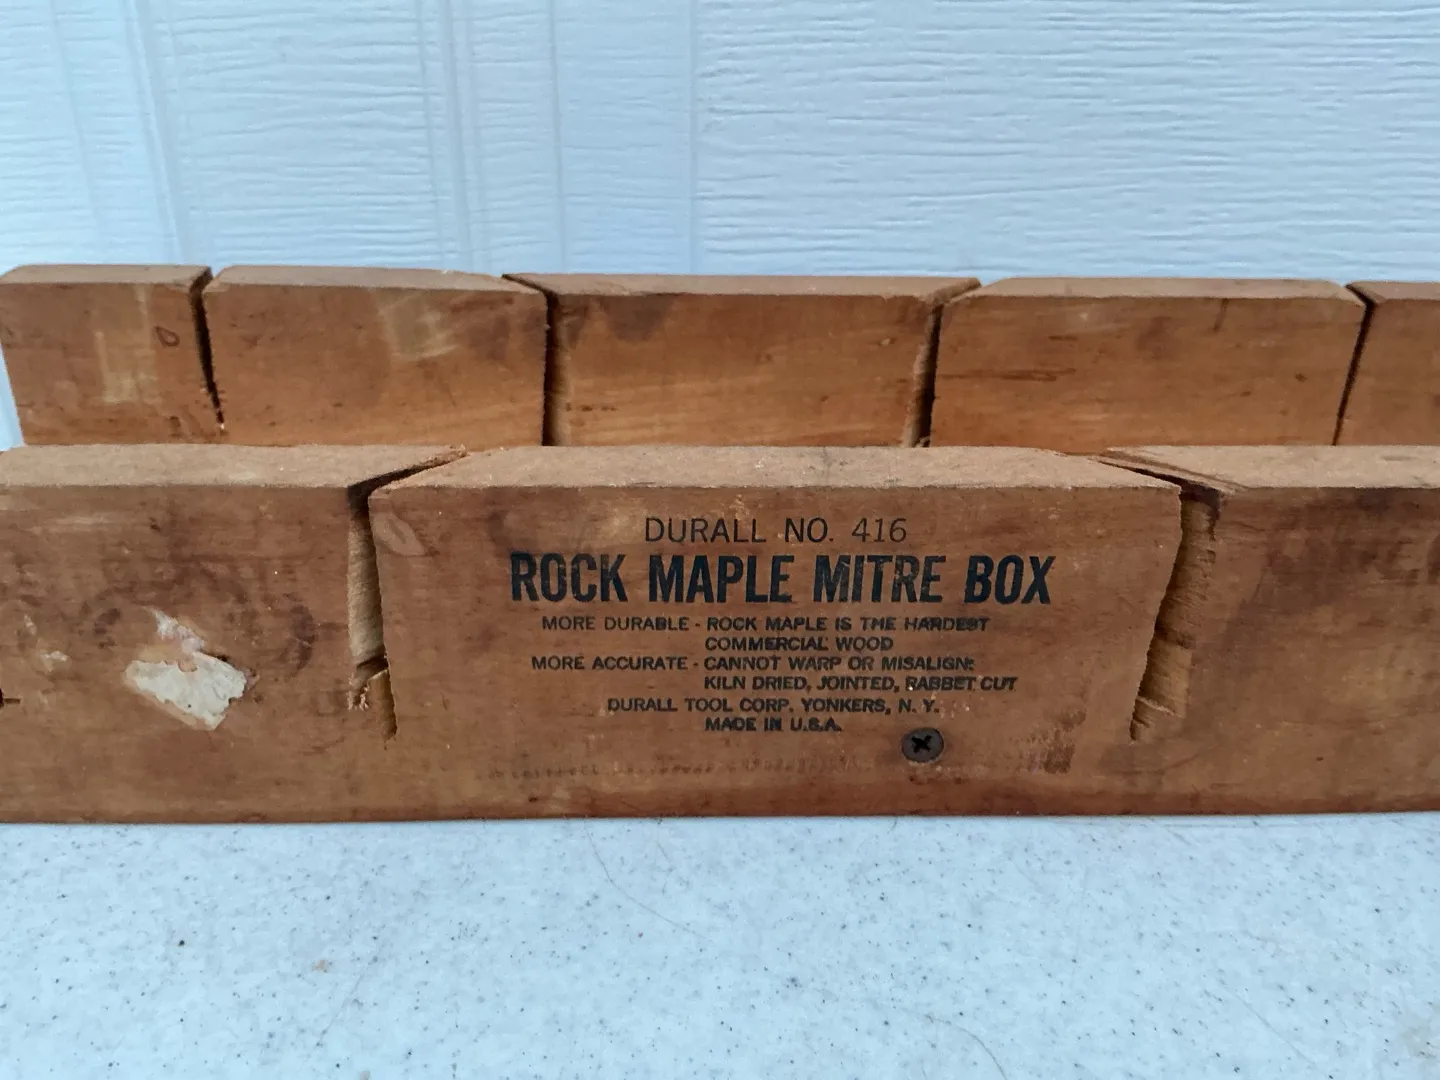 DURALL NO. 416
ROCK MAPLE MITRE BOX
MORE DURABLE - ROCK MAPLE IS THE HARDEST
COMMERCIAL WOOD
MORE ACCURATE - CANNOT WARP OR MISALIGN:
KILN DRIED, JOINTED, RABBET CUT
DURALL TOOL CORP. YONKERS, N. Y.
MADE IN U.S.A.